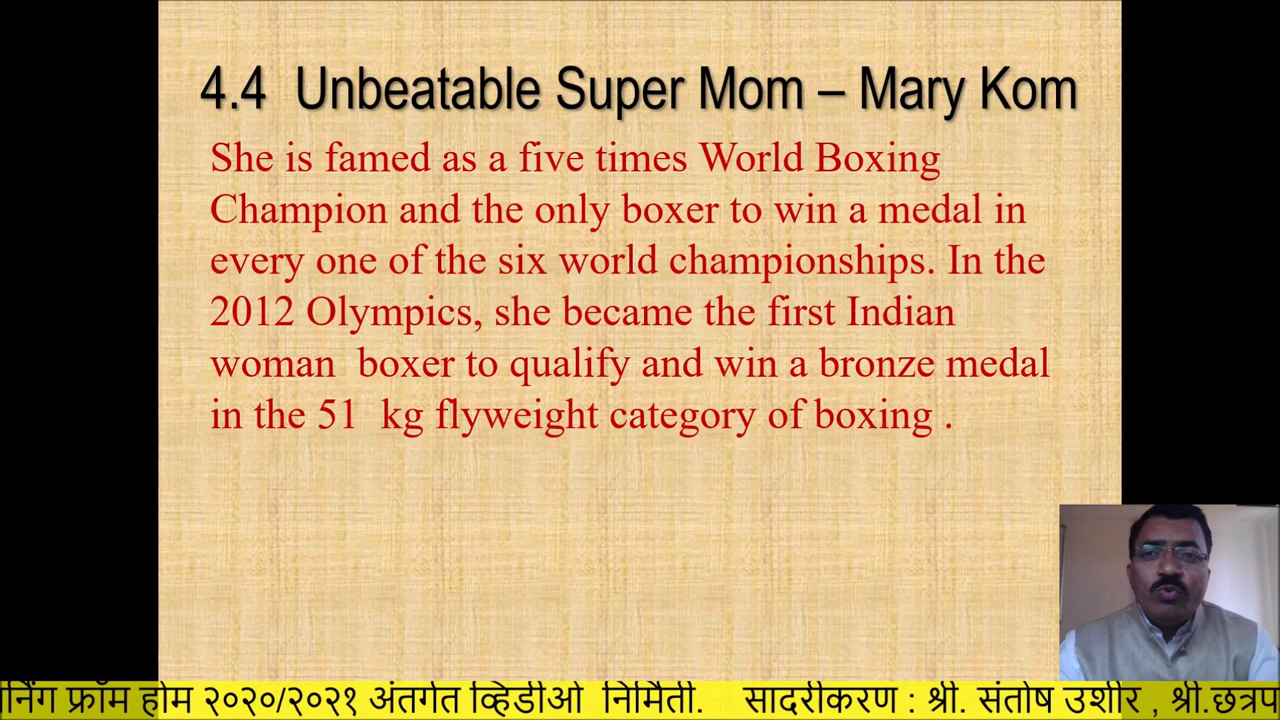 4.4 Unbeatable Super Mom – Mary Kom
She is famed as a five times World Boxing
Champion and the only boxer to win a medal in
every one of the six world championships. In the
2012 Olympics, she became the first Indian
woman boxer to qualify and win a bronze medal
in the 51 kg flyweight category of boxing .
र्निंग फ्रॉम होम २०२०/२०२१ अंतर्गत व्हिडीओ निर्मिती. सादरीकरण : श्री. संतोष उशीर , श्री.छत्रप